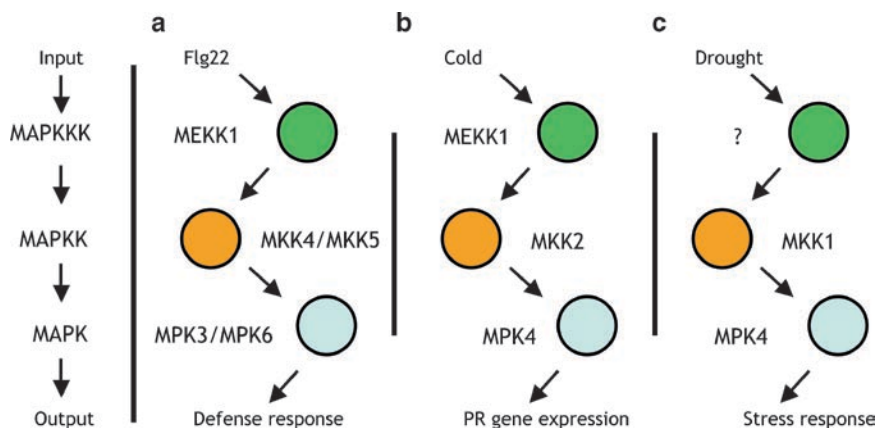 a
b
c
Input
MAPKKK
MAPKK
MAPK
Output
Flg22
MEKK1
MKK4/MKK5
MPK3/MPK6
Defense response
Cold
MEKK1
MKK2
MPK4
PR gene expression
Drought
?
MKK1
MPK4
Stress response